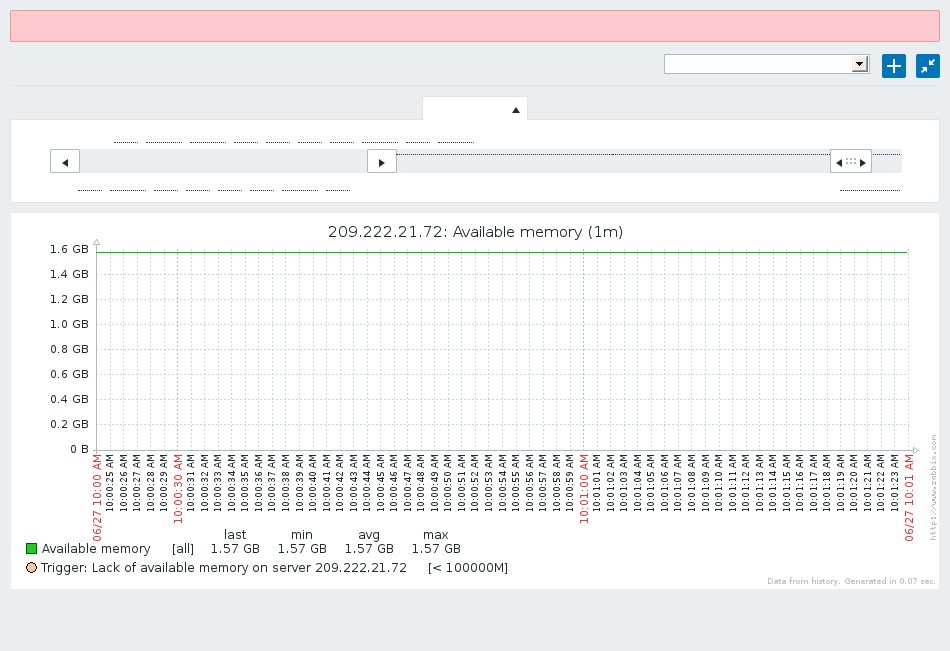 209.222.21.72: Available memory (1m)
1.6 GB
1.4 GB
1.2 GB
1.0 GB
0.8 GB
0.6 GB
0.4 GB
0.2 GB
0 B
06/27 10:00 AM
10:00:25 AM
10:00:26 AM
10:00:27 AM
10:00:28 AM
10:00:29 AM
10:00:30 AM
10:00:31 AM
10:00:32 AM
10:00:33 AM
10:00:34 AM
10:00:35 AM
10:00:36 AM
10:00:37 AM
10:00:38 AM
10:00:39 AM
10:00:40 AM
10:00:41 AM
10:00:42 AM
10:00:43 AM
10:00:44 AM
10:00:45 AM
10:00:46 AM
10:00:47 AM
10:00:48 AM
10:00:49 AM
10:00:50 AM
10:00:51 AM
10:00:52 AM
10:00:53 AM
10:00:54 AM
10:00:55 AM
10:00:56 AM
10:00:57 AM
10:00:58 AM
10:00:59 AM
10:01:00 AM
10:01:01 AM
10:01:02 AM
10:01:03 AM
10:01:04 AM
10:01:05 AM
10:01:06 AM
10:01:07 AM
10:01:08 AM
10:01:09 AM
10:01:10 AM
10:01:11 AM
10:01:12 AM
10:01:13 AM
10:01:14 AM
10:01:15 AM
10:01:16 AM
10:01:17 AM
10:01:18 AM
10:01:19 AM
10:01:20 AM
10:01:21 AM
10:01:22 AM
10:01:23 AM
06/27 10:01 AM
http://www.zabbix.com
last min avg max
Available memory [all] 1.57 GB 1.57 GB 1.57 GB 1.57 GB
Trigger: Lack of available memory on server 209.222.21.72 [< 100000M]
Data from history. Generated in 0.07 sec.